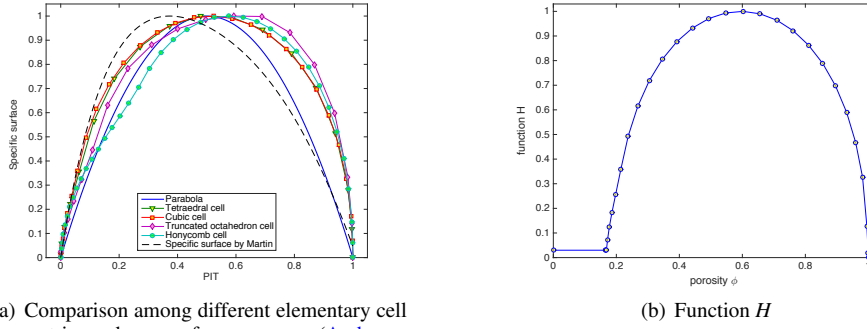 1
0.9
0.8
0.7
0.6
0.5
0.4
0.3
0.2
0.1
0
Specific surface
0 0.2 0.4 0.6 0.8 1
PIT
Parabola
Tetraedral cell
Cubic cell
Truncated octahedron cell
Honycomb cell
Specific surface by Martin
1
0.9
0.8
0.7
0.6
0.5
0.4
0.3
0.2
0.1
0
function H
0 0.2 0.4 0.6 0.8 1
porosity ϕ
a) Comparison among different elementary cell
(b) Function H